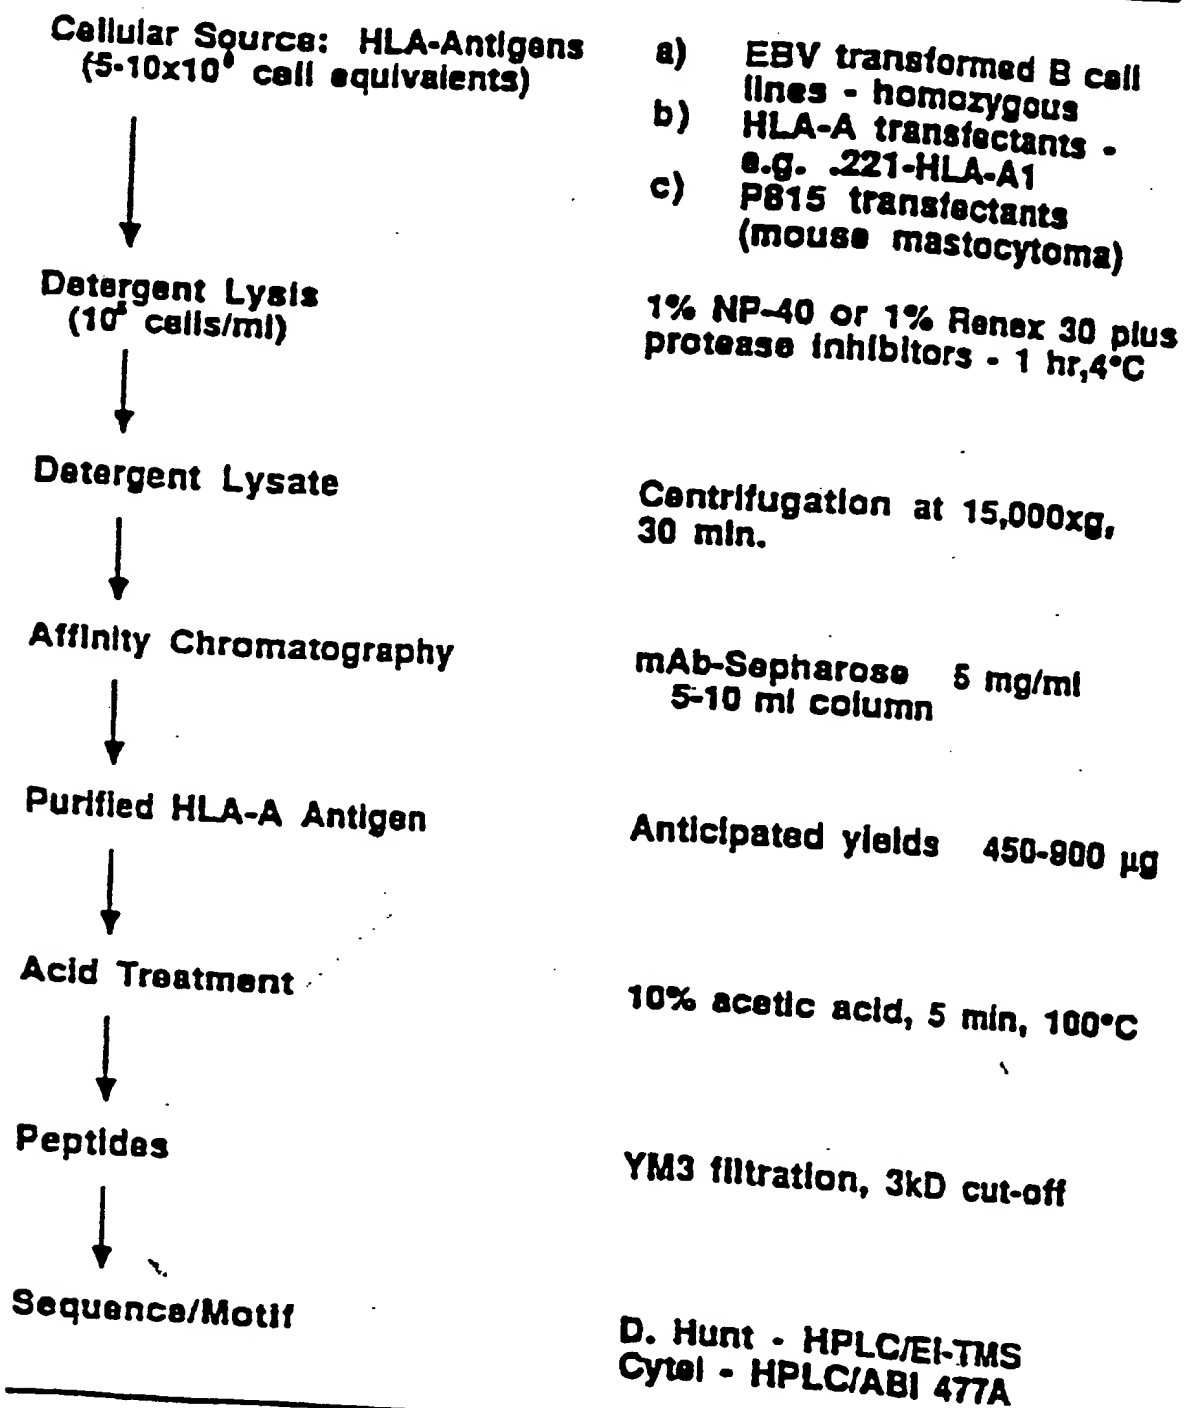 Cellular Source: HLA-Antigens
(5-10x10 cell equivalents)
a) EBV transformed B cell
lines - homozygous
b) HLA-A transfectants -
e.g. .221-HLA-A1
c) P815 transfectants
(mouse mastocytoma)
Detergent Lysis
(10 cells/ml)
1% NP-40 or 1% Renex 30 plus
protease inhibitors - 1 hr,4°C
Detergent Lysate
Centrifugation at 15,000xg,
30 min.
Affinity Chromatography
mAb-Sepharose 5 mg/ml
5-10 ml column
Purified HLA-A Antigen
Anticipated yields 450-900 µg
Acid Treatment
10% acetic acid, 5 min, 100°C
Peptides
YM3 filtration, 3kD cut-off
Sequence/Motif
D. Hunt - HPLC/EI-TMS
Cytel - HPLC/ABI 477A